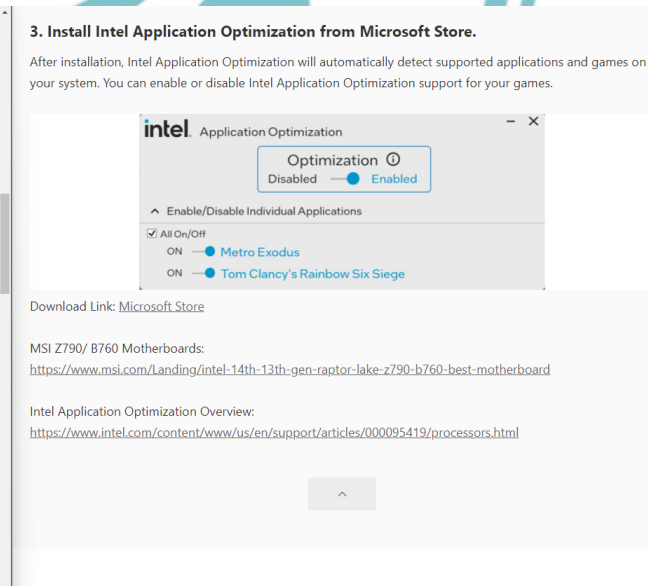 3. Install Intel Application Optimization from Microsoft Store.
After installation, Intel Application Optimization will automatically detect supported applications and games on
your system. You can enable or disable Intel Application Optimization support for your games.
intel. Application Optimization
Optimization
Disabled Enabled
Enable/Disable Individual Applications
All On/Off
ON Metro Exodus
ON Tom Clancy's Rainbow Six Siege
Download Link: Microsoft Store
MSI Z790/ B760 Motherboards:
https://www.msi.com/Landing/intel-14th-13th-gen-raptor-lake-z790-b760-best-motherboard
Intel Application Optimization Overview:
https://www.intel.com/content/www/us/en/support/articles/000095419/processors.html